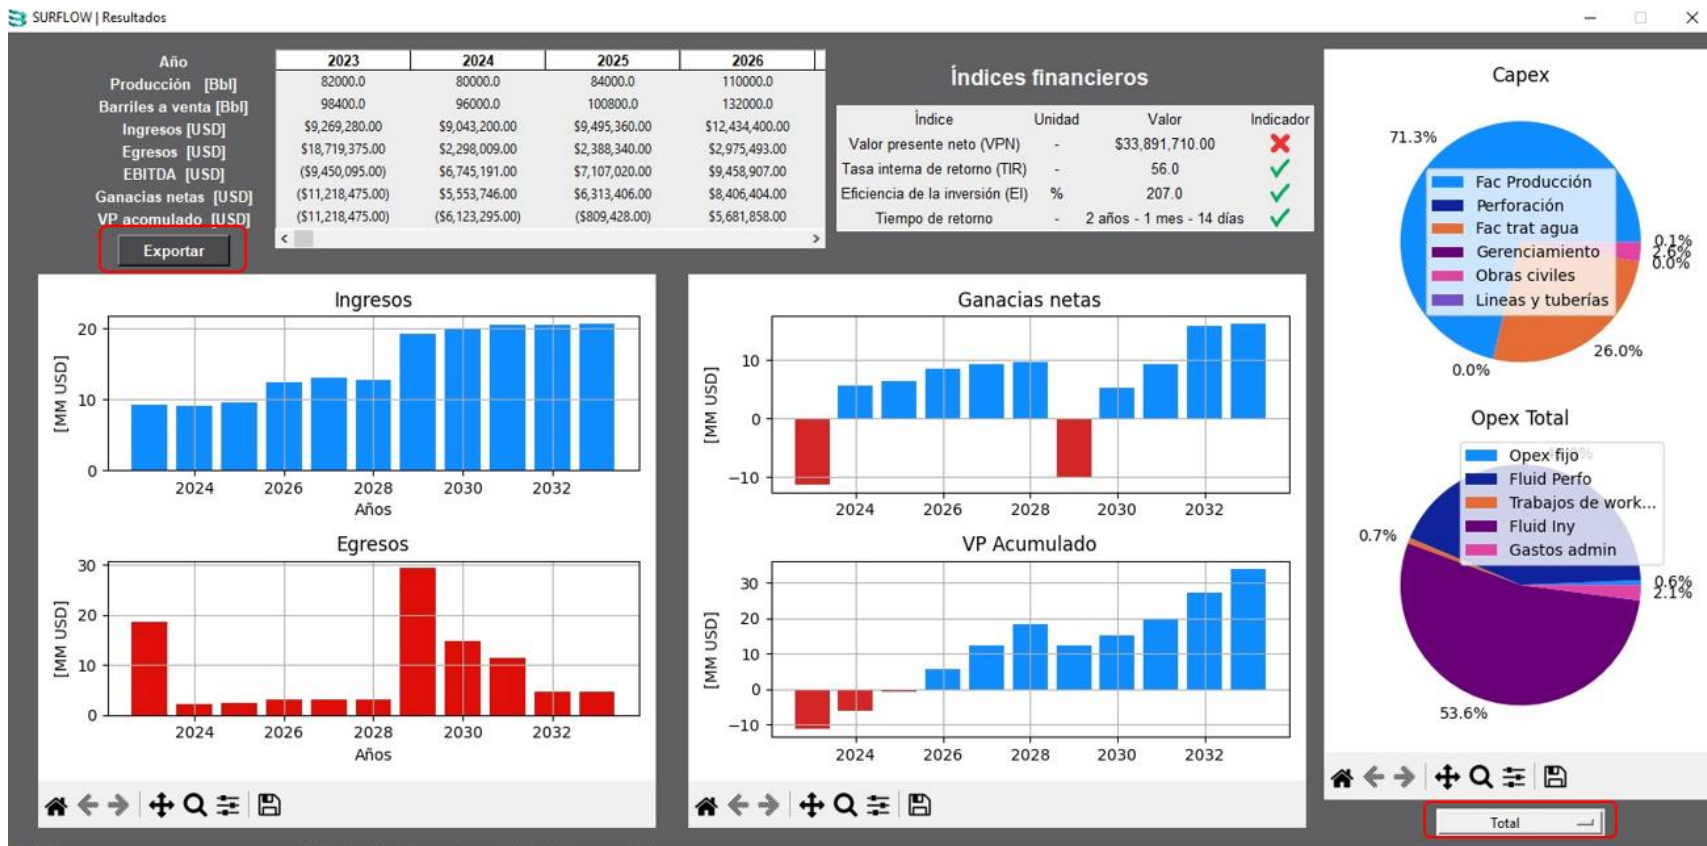 SURFLOW | Resultados
Año 2023 2024 2025 2026
Producción [Bbl] 82000.0 80000.0 84000.0 110000.0
Barriles a venta [Bbl] 98400.0 96000.0 100800.0 132000.0
Ingresos [USD] $9,269,280.00 $9,043,200.00 $9,495,360.00 $12,434,400.00
Egresos [USD] $18,719,375.00 $2,298,009.00 $2,388,340.00 $2,975,493.00
EBITDA [USD] ($9,450,095.00) $6,745,191.00 $7,107,020.00 $9,458,907.00
Ganacias netas [USD] ($11,218,475.00) $5,553,746.00 $6,313,406.00 $8,406,404.00
VP acomulado [USD] ($11,218,475.00) ($6,123,295.00) ($809,428.00) $5,681,858.00
Exportar
Índices financieros
Índice Unidad Valor Indicador
Valor presente neto (VPN) - $33,891,710.00
Tasa interna de retorno (TIR) - 56.0
Eficiencia de la inversión (EI) % 207.0
Tiempo de retorno - 2 años - 1 mes - 14 días
Ingresos
[MM USD]
20
10
0
2024 2026 2028 2030 2032
Años
Egresos
[MM USD]
30
20
10
0
2024 2026 2028 2030 2032
Años
Ganacias netas
[MM USD]
10
0
−10
2024 2026 2028 2030 2032
VP Acumulado
[MM USD]
30
20
10
0
−10
2024 2026 2028 2030 2032
Capex
71.3%
Fac Producción
Perforación
Fac trat agua
Gerenciamiento
Obras civiles
Lineas y tuberías
0.1%
2.6%
0.0%
26.0%
0.0%
Opex Total
Opex fijo
Fluid Perfo
Trabajos de work...
Fluid Iny
Gastos admin
0.7%
0.6%
2.1%
53.6%
Total